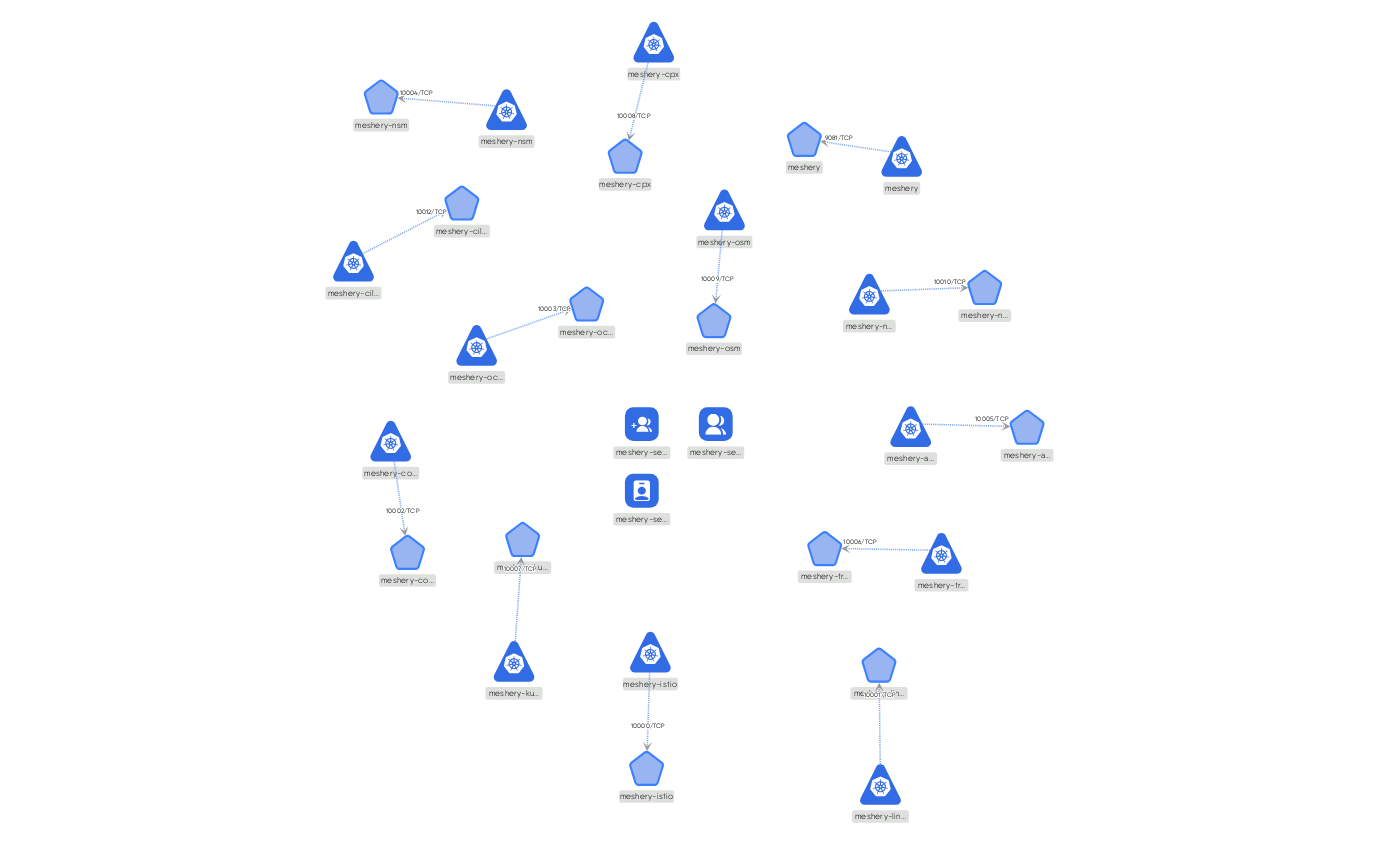 meshery-cpx
10008/TCP
meshery-cpx
10004/TCP
meshery-nsm
meshery-nsm
9081/TCP
meshery
meshery
10012/TCP
meshery-cil...
meshery-cil...
meshery-osm
10009/TCP
meshery-osm
10010/TCP
meshery-n...
meshery-n...
10003/TCP
meshery-oc...
meshery-oc...
meshery-se...
meshery-se...
meshery-se...
10005/TCP
meshery-a...
meshery-a...
meshery-co...
10002/TCP
meshery-co...
10006/TCP
meshery-tr...
meshery-tr...
10007/TCP
meshery-ku...
meshery-istio
10000/TCP
meshery-istio
10001/TCP
meshery-lin...